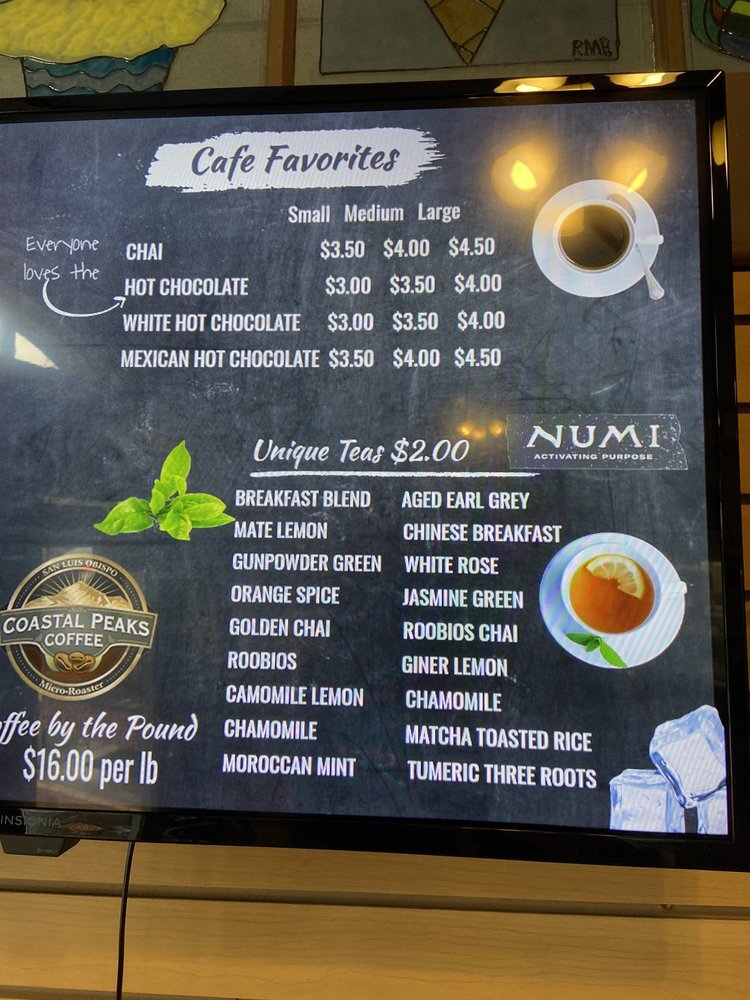 RMB
Cafe Favorites
Small Medium Large
Everyone
loves the
CHAI $3.50 $4.00 $4.50
HOT CHOCOLATE $3.00 $3.50 $4.00
WHITE HOT CHOCOLATE $3.00 $3.50 $4.00
MEXICAN HOT CHOCOLATE $3.50 $4.00 $4.50
Unique Teas $2.00
NUMI
ACTIVATING PURPOSE
BREAKFAST BLEND AGED EARL GREY
MATE LEMON CHINESE BREAKFAST
GUNPOWDER GREEN WHITE ROSE
ORANGE SPICE JASMINE GREEN
GOLDEN CHAI ROOBIOS CHAI
ROOBIOS GINER LEMON
CAMOMILE LEMON CHAMOMILE
CHAMOMILE MATCHA TOASTED RICE
MOROCCAN MINT TUMERIC THREE ROOTS
SAN LUIS OBISPO
COASTAL PEAKS
COFFEE
Micro-Roaster
offee by the Pound
$16.00 per lb
INSIGNIA